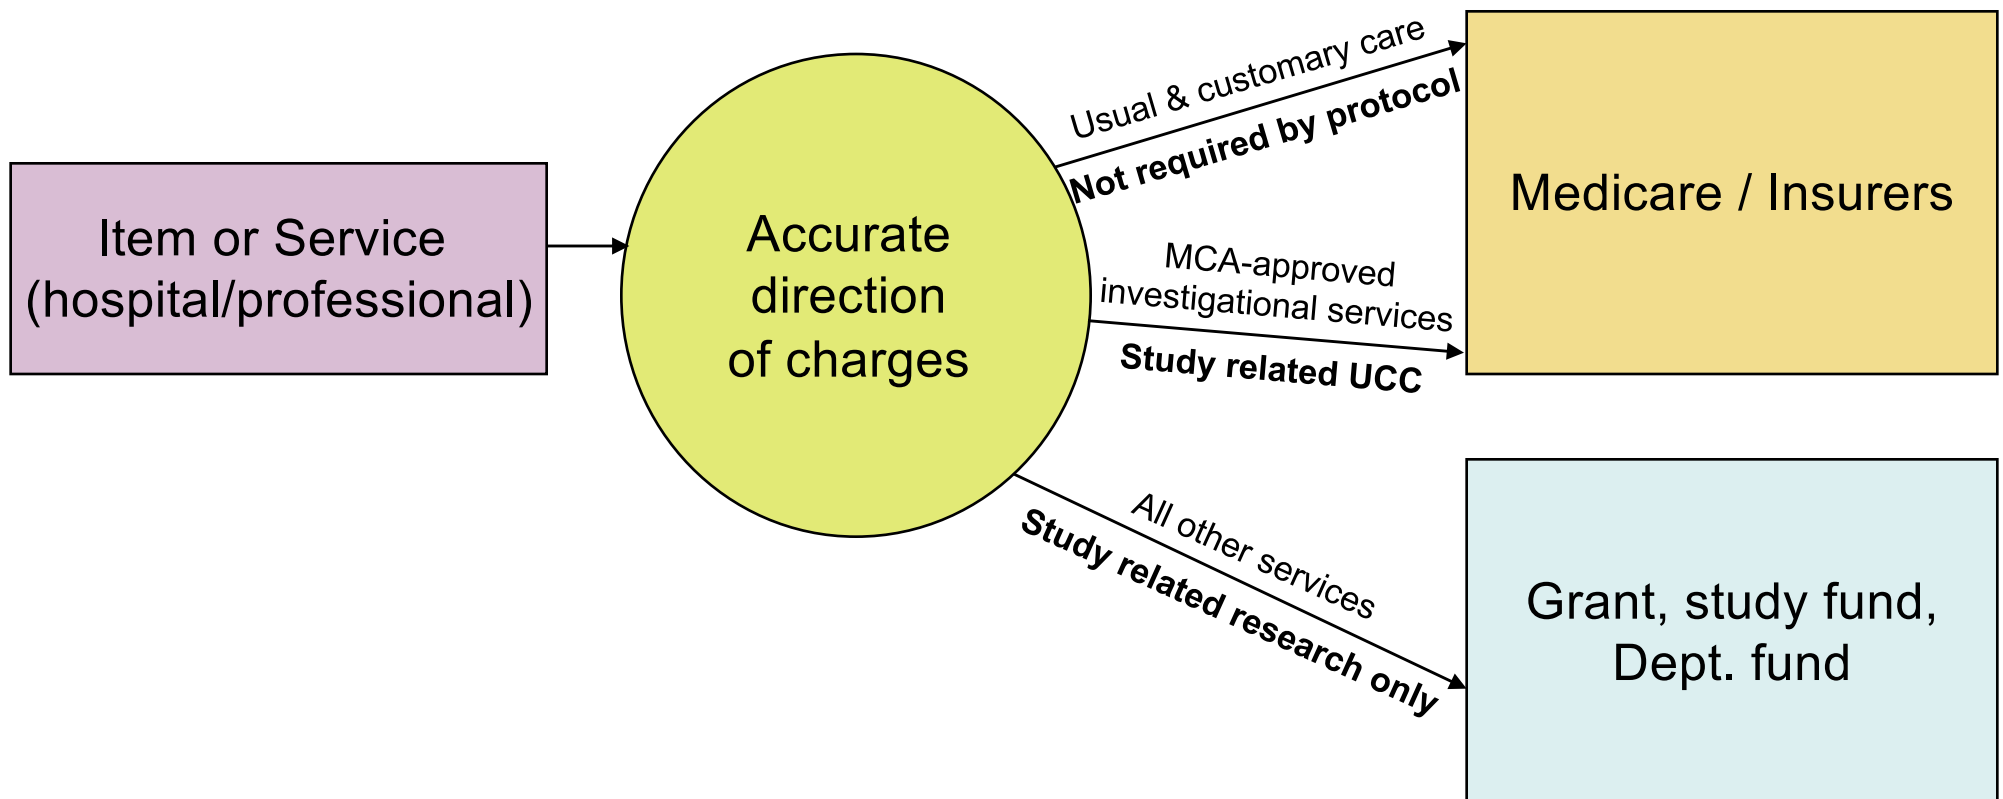 Item or Service
(hospital/professional)
Accurate
direction
of charges
Usual & customary care
Not required by protocol
MCA-approved
investigational services
Study related UCC
All other services
Study related research only
Medicare / Insurers
Grant, study fund,
Dept. fund